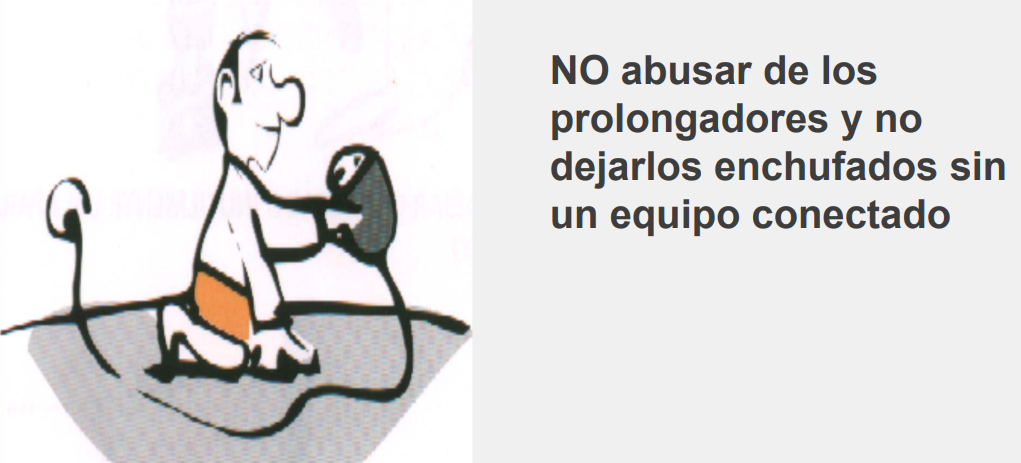 NO abusar de los
prolongadores y no
dejarlos enchufados sin
un equipo conectado